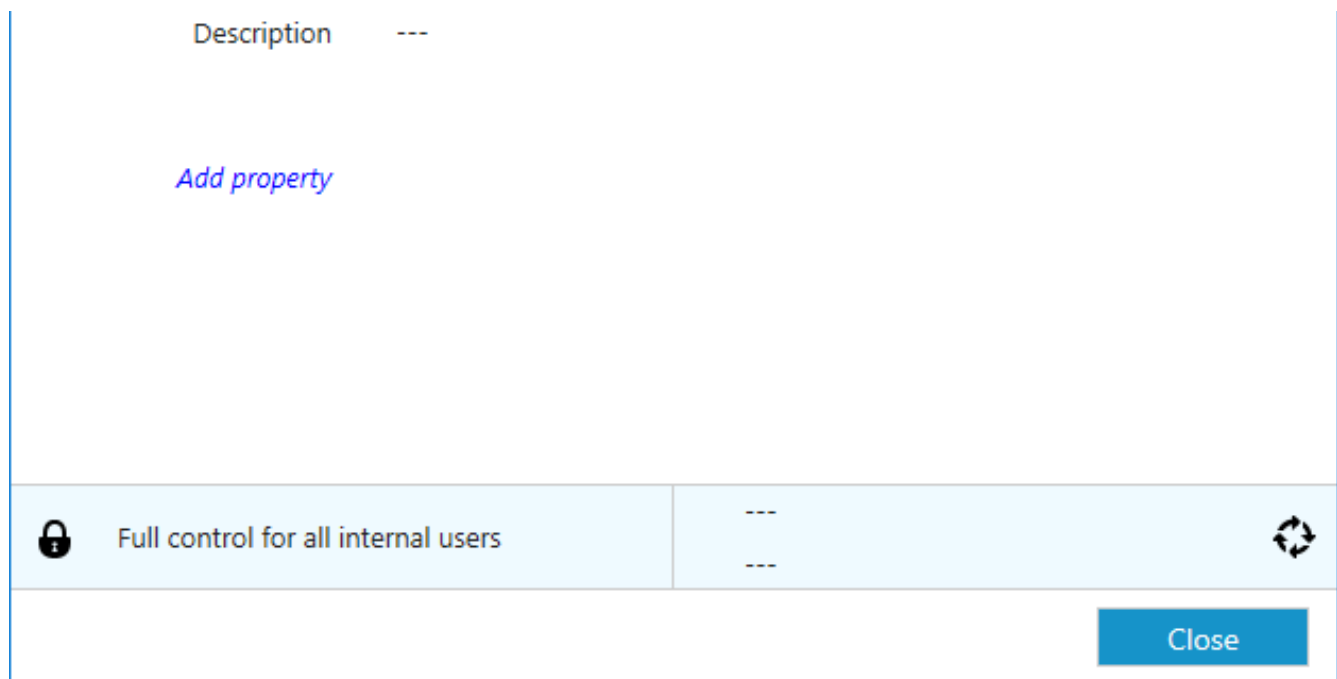 Description ---
Add property
Full control for all internal users
---
---
Close